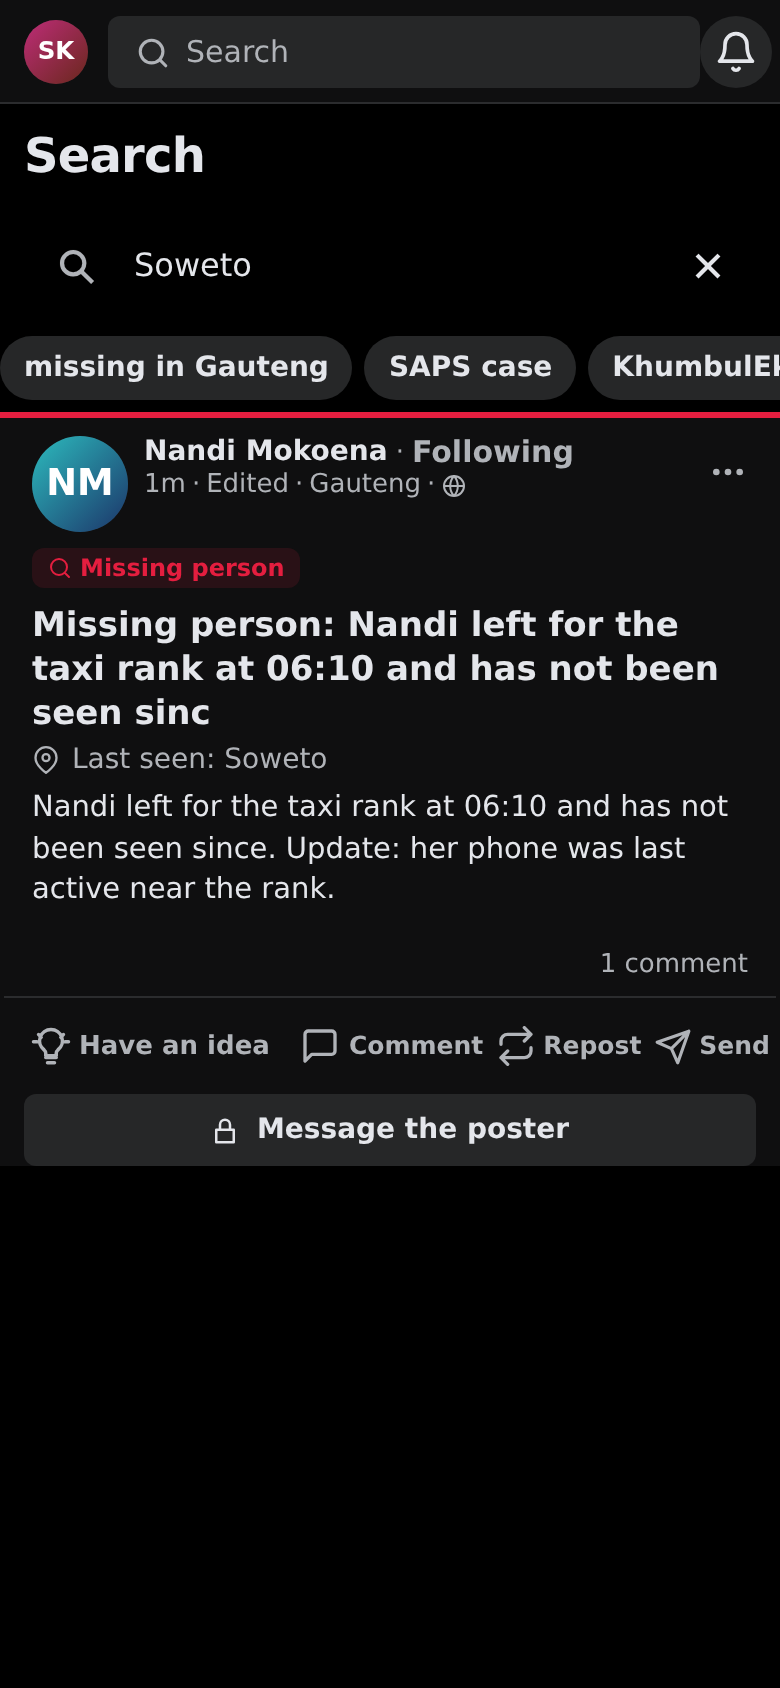 SK
Search
Search
Soweto
missing in Gauteng
SAPS case
KhumbulEk
NM
Nandi Mokoena · Following
1m · Edited · Gauteng ·
Missing person
Missing person: Nandi left for the
taxi rank at 06:10 and has not been
seen sinc
Last seen: Soweto
Nandi left for the taxi rank at 06:10 and has not
been seen since. Update: her phone was last
active near the rank.
1 comment
Have an idea
Comment
Repost
Send
Message the poster